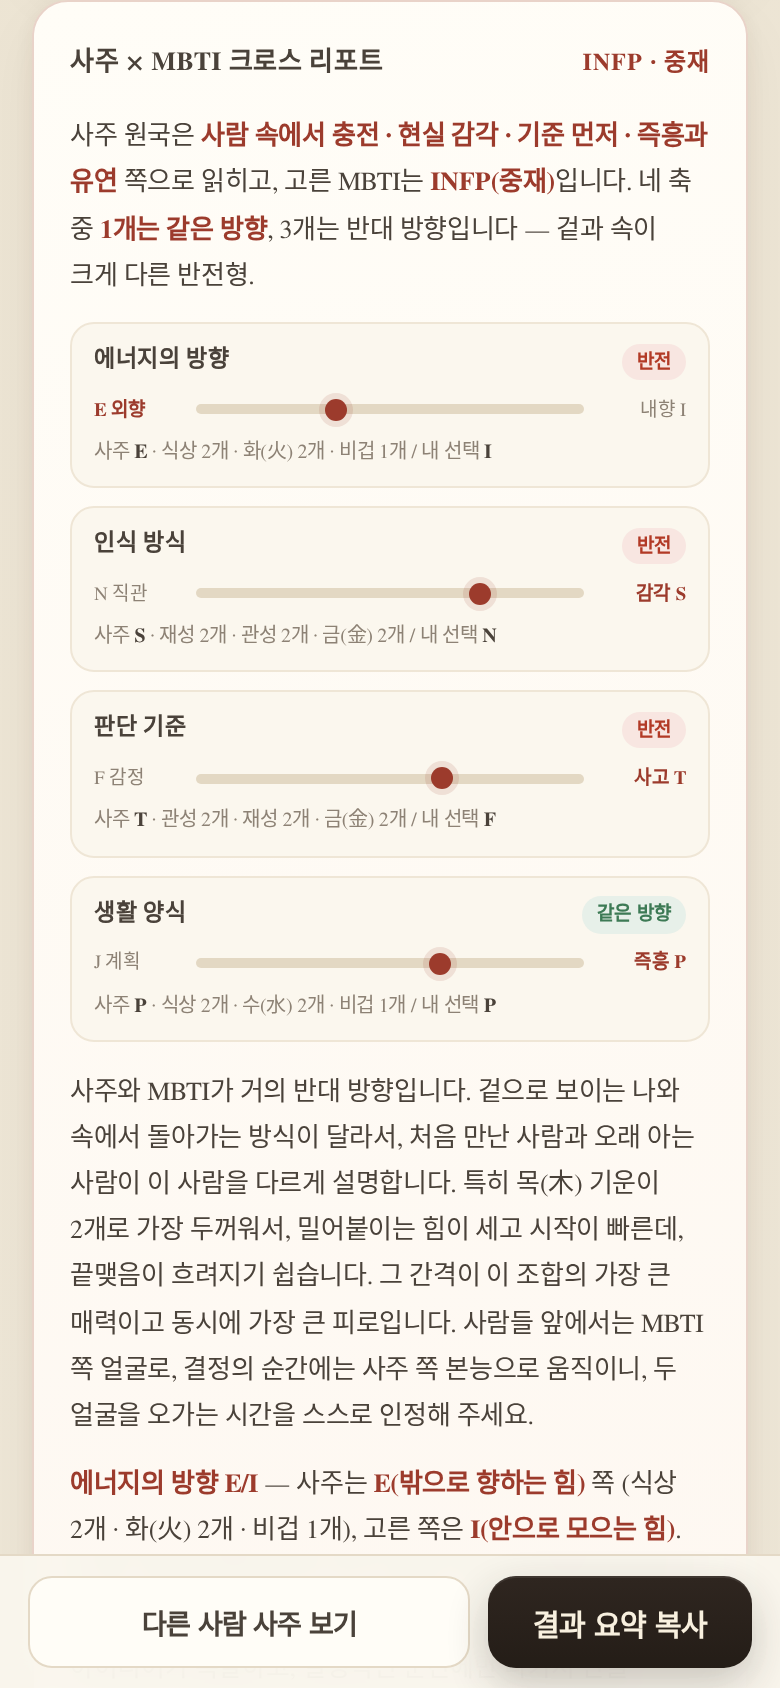 사주 × MBTI 크로스 리포트
INFP · 중재
사주 원국은 사람 속에서 충전 · 현실 감각 · 기준 먼저 · 즉흥과
유연 쪽으로 읽히고, 고른 MBTI는 INFP(중재)입니다. 네 축
중 1개는 같은 방향, 3개는 반대 방향입니다 — 겉과 속이
크게 다른 반전형.
에너지의 방향
반전
E 외향
내향 I
사주 E · 식상 2개 · 화(火) 2개 · 비겁 1개 / 내 선택 I
인식 방식
반전
N 직관
감각 S
사주 S · 재성 2개 · 관성 2개 · 금(金) 2개 / 내 선택 N
판단 기준
반전
F 감정
사고 T
사주 T · 관성 2개 · 재성 2개 · 금(金) 2개 / 내 선택 F
생활 양식
같은 방향
J 계획
즉흥 P
사주 P · 식상 2개 · 수(水) 2개 · 비겁 1개 / 내 선택 P
사주와 MBTI가 거의 반대 방향입니다. 겉으로 보이는 나와
속에서 돌아가는 방식이 달라서, 처음 만난 사람과 오래 아는
사람이 이 사람을 다르게 설명합니다. 특히 목(木) 기운이
2개로 가장 두꺼워서, 밀어붙이는 힘이 세고 시작이 빠른데,
끝맺음이 흐려지기 쉽습니다. 그 간격이 이 조합의 가장 큰
매력이고 동시에 가장 큰 피로입니다. 사람들 앞에서는 MBTI
쪽 얼굴로, 결정의 순간에는 사주 쪽 본능으로 움직이니, 두
얼굴을 오가는 시간을 스스로 인정해 주세요.
에너지의 방향 E/I — 사주는 E(밖으로 향하는 힘) 쪽 (식상
2개 · 화(火) 2개 · 비겁 1개), 고른 쪽은 I(안으로 모으는 힘).
다른 사람 사주 보기
결과 요약 복사